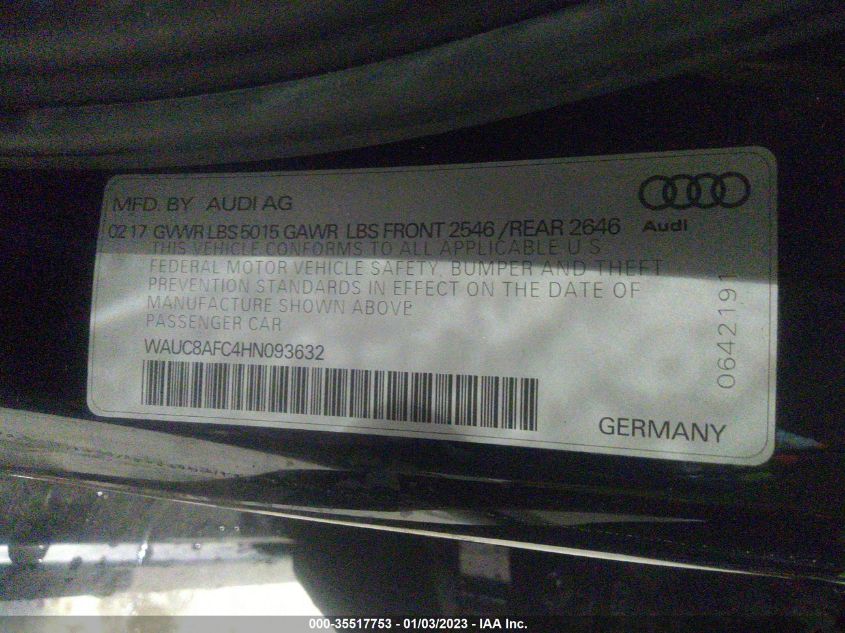 MFD. BY AUDI AG
Audi
02 17 GVWR LBS 5015 GAWR LBS FRONT 2546 / REAR 2646
THIS VEHICLE CONFORMS TO ALL APPLICABLE U S
FEDERAL MOTOR VEHICLE SAFETY, BUMPER AND THEFT
PREVENTION STANDARDS IN EFFECT ON THE DATE OF
MANUFACTURE SHOWN ABOVE
PASSENGER CAR
WAUC8AFC4HN093632
0642191
GERMANY
000-35517753 - 01/03/2023 - IAA Inc.